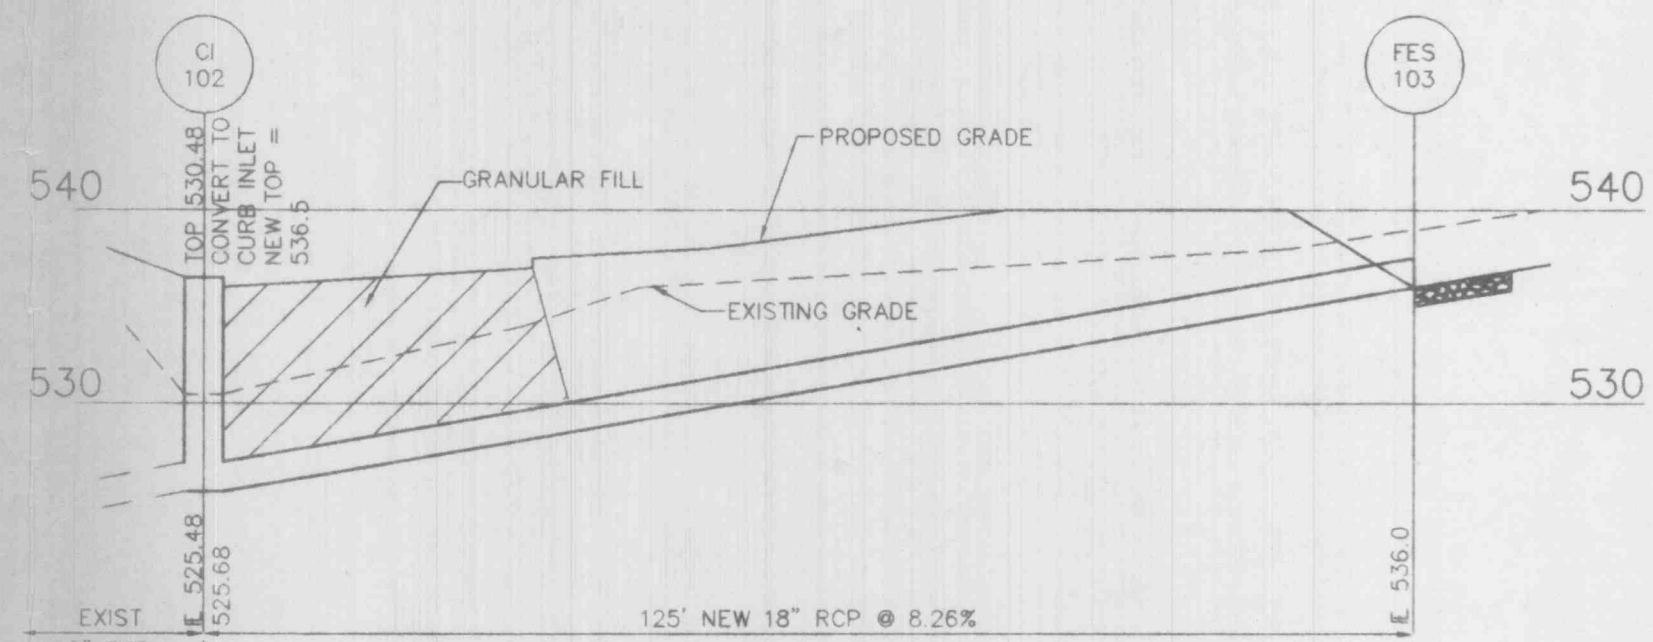 CI
102
FES
103
TOP 530.48
CONVERT TO
CURB INLET
NEW TOP =
536.5
PROPOSED GRADE
GRANULAR FILL
540
540
EXISTING GRADE
530
530
525.48
525.68
536.0
EXIST
125' NEW 18" RCP @ 8.26%